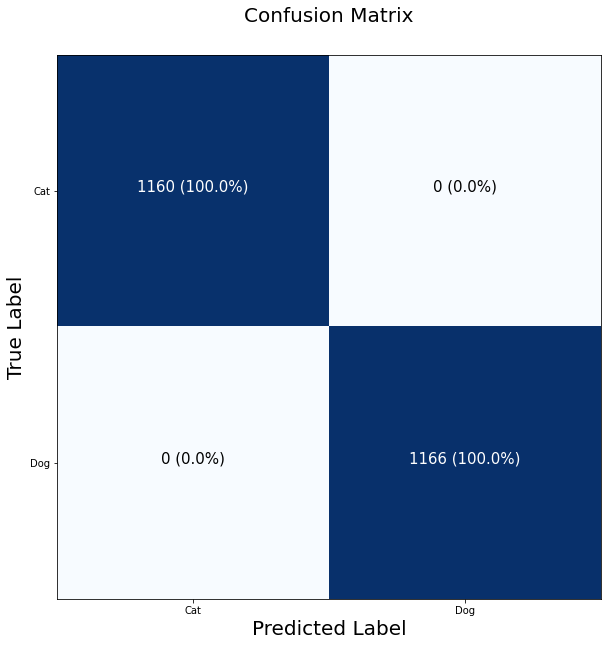 Confusion Matrix
True Label
Cat
1160 (100.0%)
0 (0.0%)
Dog
0 (0.0%)
1166 (100.0%)
Cat
Dog
Predicted Label